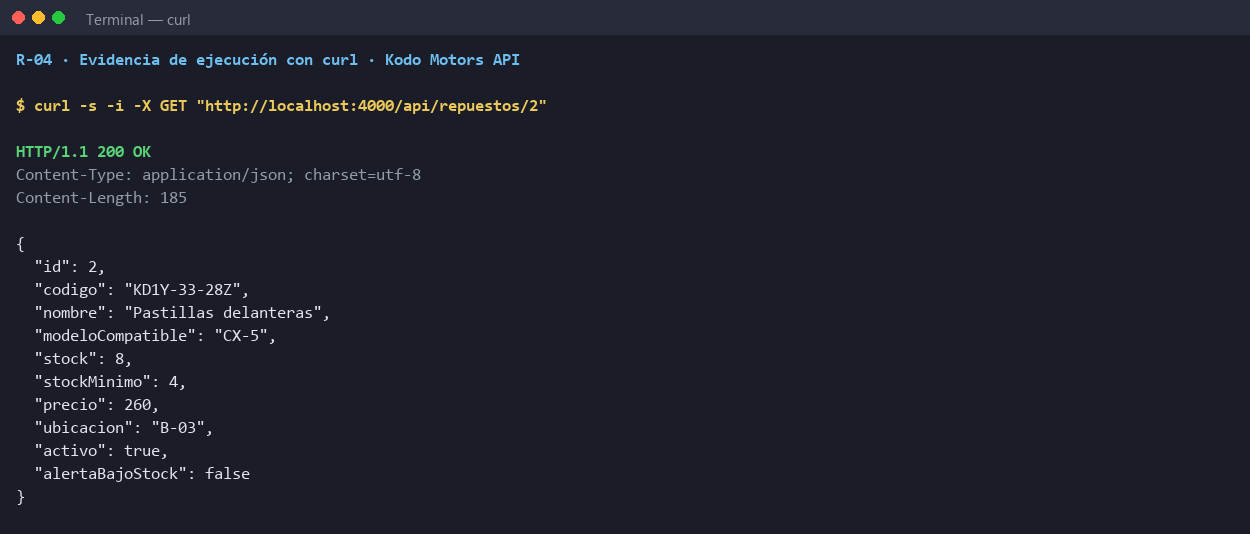 Terminal — curl
R-04 · Evidencia de ejecución con curl · Kodo Motors API
$ curl -s -i -X GET "http://localhost:4000/api/repuestos/2"
HTTP/1.1 200 OK
Content-Type: application/json; charset=utf-8
Content-Length: 185
{
  "id": 2,
  "codigo": "KD1Y-33-28Z",
  "nombre": "Pastillas delanteras",
  "modeloCompatible": "CX-5",
  "stock": 8,
  "stockMinimo": 4,
  "precio": 260,
  "ubicacion": "B-03",
  "activo": true,
  "alertaBajoStock": false
}